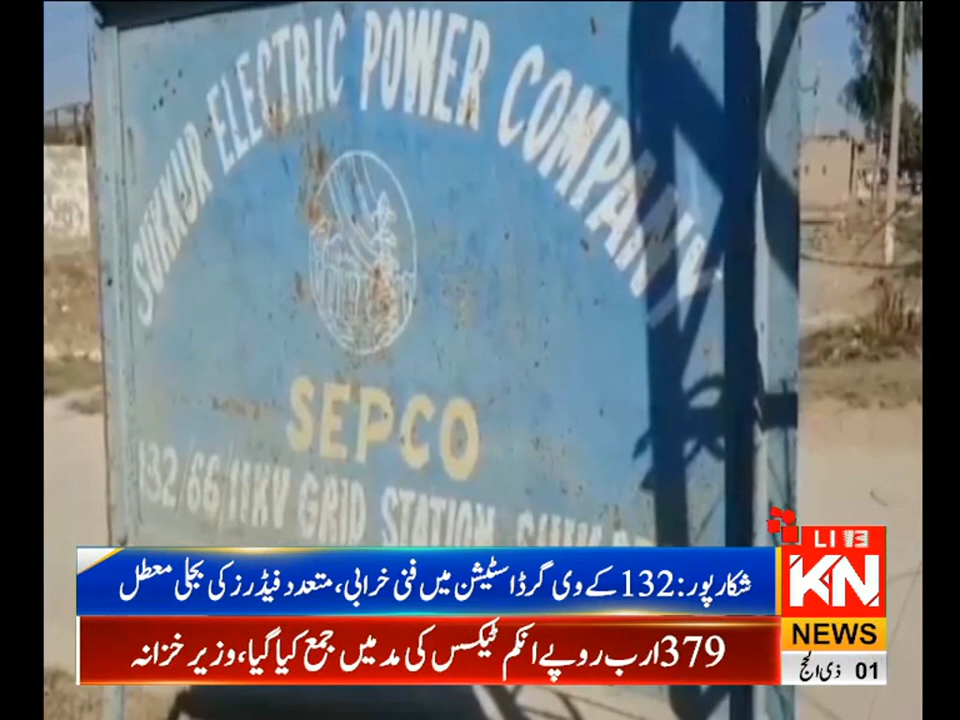 SUKKUR ELECTRIC POWER COMPANY
SEPCO
132/66/11KV GRID STATION
شکارپور: 132 کے وی گرڈ اسٹیشن میں فنی خرابی، متعدد فیڈرز کی بجلی معطل
379 ارب روپے انکم ٹیکس کی مد میں جمع کیا گیا، وزیر خزانہ
LIVE
KN
NEWS
01 ذی الحج